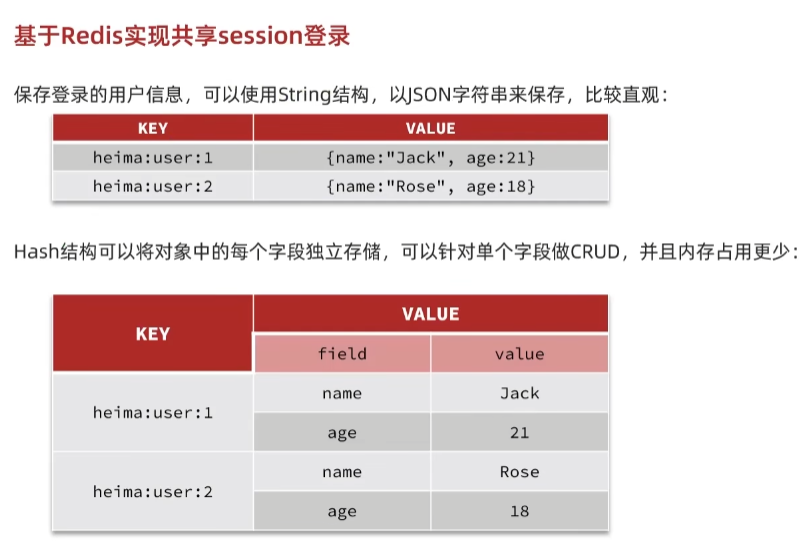 基于Redis实现共享session登录
保存登录的用户信息，可以使用String结构，以JSON字符串来保存，比较直观：
KEY VALUE
heima:user:1 {name:"Jack", age:21}
heima:user:2 {name:"Rose", age:18}
Hash结构可以将对象中的每个字段独立存储，可以针对单个字段做CRUD，并且内存占用更少：
KEY VALUE
field value
heima:user:1 name Jack
age 21
heima:user:2 name Rose
age 18